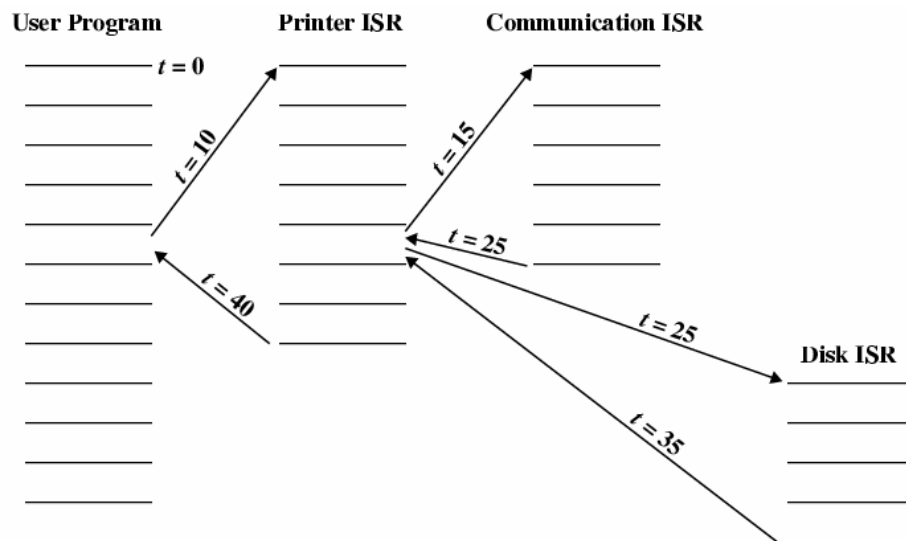 User Program
Printer ISR
Communication ISR
t = 0
t = 10
t = 15
t = 25
t = 40
t = 25
Disk ISR
t = 35